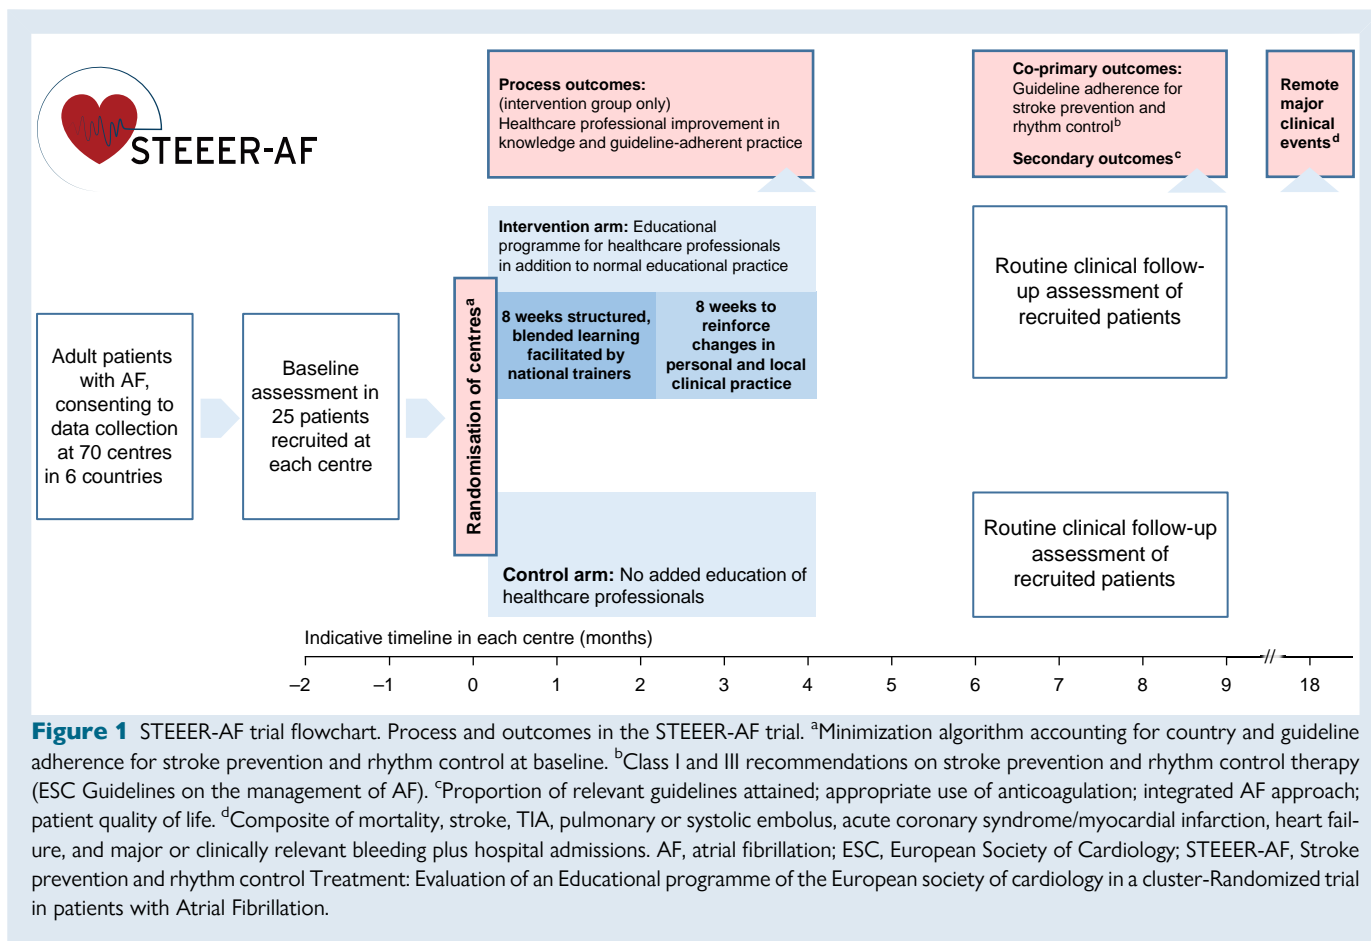 STEEER-AF
Process outcomes:
(intervention group only)
Healthcare professional improvement in
knowledge and guideline-adherent practice
Co-primary outcomes:
Guideline adherence for
stroke prevention and
rhythm controlᵇ
Secondary outcomesᶜ
Remote
major
clinical
eventsᵈ
Adult patients
with AF,
consenting to
data collection
at 70 centres
in 6 countries
Baseline
assessment in
25 patients
recruited at
each centre
Randomisation of centresᵃ
Intervention arm: Educational
programme for healthcare professionals
in addition to normal educational practice
8 weeks structured,
blended learning
facilitated by
national trainers
8 weeks to
reinforce
changes in
personal and local
clinical practice
Routine clinical follow-
up assessment of
recruited patients
Control arm: No added education of
healthcare professionals
Routine clinical follow-up
assessment of
recruited patients
Indicative timeline in each centre (months)
–2 –1 0 1 2 3 4 5 6 7 8 9 18
Figure 1 STEEER-AF trial flowchart. Process and outcomes in the STEEER-AF trial. ᵃMinimization algorithm accounting for country and guideline
adherence for stroke prevention and rhythm control at baseline. ᵇClass I and III recommendations on stroke prevention and rhythm control therapy
(ESC Guidelines on the management of AF). ᶜProportion of relevant guidelines attained; appropriate use of anticoagulation; integrated AF approach;
patient quality of life. ᵈComposite of mortality, stroke, TIA, pulmonary or systolic embolus, acute coronary syndrome/myocardial infarction, heart fail-
ure, and major or clinically relevant bleeding plus hospital admissions. AF, atrial fibrillation; ESC, European Society of Cardiology; STEEER-AF, Stroke
prevention and rhythm control Treatment: Evaluation of an Educational programme of the European society of cardiology in a cluster-Randomized trial
in patients with Atrial Fibrillation.